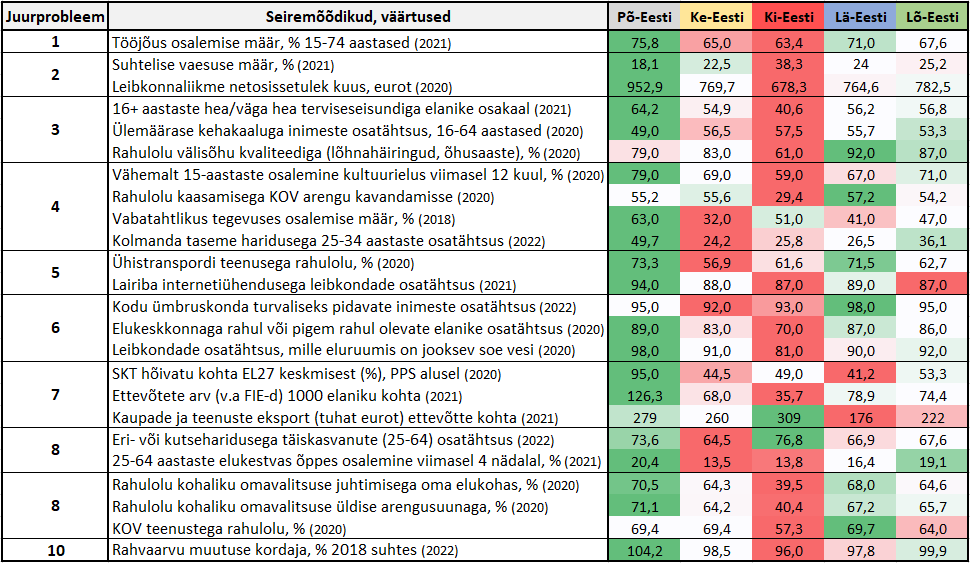 Juurprobleem Seiremõõdikud, väärtused Põ-Eesti Ke-Eesti Ki-Eesti Lä-Eesti Lõ-Eesti
1 Tööjõus osalemise määr, % 15-74 aastased (2021) 75,8 65,0 63,4 71,0 67,6
2 Suhtelise vaesuse määr, % (2021) 18,1 22,5 38,3 24 25,2
Leibkonnaliikme netosissetulek kuus, eurot (2020) 952,9 769,7 678,3 764,6 782,5
3 16+ aastaste hea/väga hea terviseseisundiga elanike osakaal (2021) 64,2 54,9 40,6 56,2 56,8
Ülemäärase kehakaaluga inimeste osatähtsus, 16-64 aastased (2020) 49,0 56,5 57,5 55,7 53,3
Rahulolu välisõhu kvaliteediga (lõhnahäiringud, õhusaaste), % (2020) 79,0 83,0 61,0 92,0 87,0
4 Vähemalt 15-aastaste osalemine kultuurielus viimasel 12 kuul, % (2020) 79,0 69,0 59,0 67,0 71,0
Rahulolu kaasamisega KOV arengu kavandamisse (2020) 55,2 55,6 29,4 57,2 54,2
Vabatahtlikus tegevuses osalemise määr, % (2018) 63,0 32,0 51,0 41,0 47,0
Kolmanda taseme haridusega 25-34 aastaste osatähtsus (2022) 49,7 24,2 25,8 26,5 36,1
5 Ühistranspordi teenusega rahulolu, % (2020) 73,3 56,9 61,6 71,5 62,7
Lairiba internetiühendusega leibkondade osatähtsus (2021) 94,0 88,0 87,0 89,0 87,0
6 Kodu ümbruskonda turvaliseks pidavate inimeste osatähtsus (2022) 95,0 92,0 93,0 98,0 95,0
Elukeskkonnaga rahul või pigem rahul olevate elanike osatähtsus (2020) 89,0 83,0 70,0 87,0 86,0
Leibkondade osatähtsus, mille eluruumis on jooksev soe vesi (2020) 98,0 91,0 81,0 90,0 92,0
7 SKT hõivatu kohta EL27 keskmisest (%), PPS alusel (2020) 95,0 44,5 49,0 41,2 53,3
Ettevõtete arv (v.a FIE-d) 1000 elaniku kohta (2021) 126,3 68,0 35,7 78,9 74,4
Kaupade ja teenuste eksport (tuhat eurot) ettevõtte kohta (2021) 279 260 309 176 222
8 Eri- või kutseharidusega täiskasvanute (25-64) osatähtsus (2022) 73,6 64,5 76,8 66,9 67,6
25-64 aastaste elukestvas õppes osalemine viimasel 4 nädalal, % (2021) 20,4 13,5 13,8 16,4 19,1
8 Rahulolu kohaliku omavalitsuse juhtimisega oma elukohas, % (2020) 70,5 64,3 39,5 68,0 64,6
Rahulolu kohaliku omavalitsuse üldise arengusuunaga, % (2020) 71,1 64,2 40,4 67,2 65,7
KOV teenustega rahulolu, % (2020) 69,4 69,4 57,3 69,7 64,0
10 Rahvaarvu muutuse kordaja, % 2018 suhtes (2022) 104,2 98,5 96,0 97,8 99,9